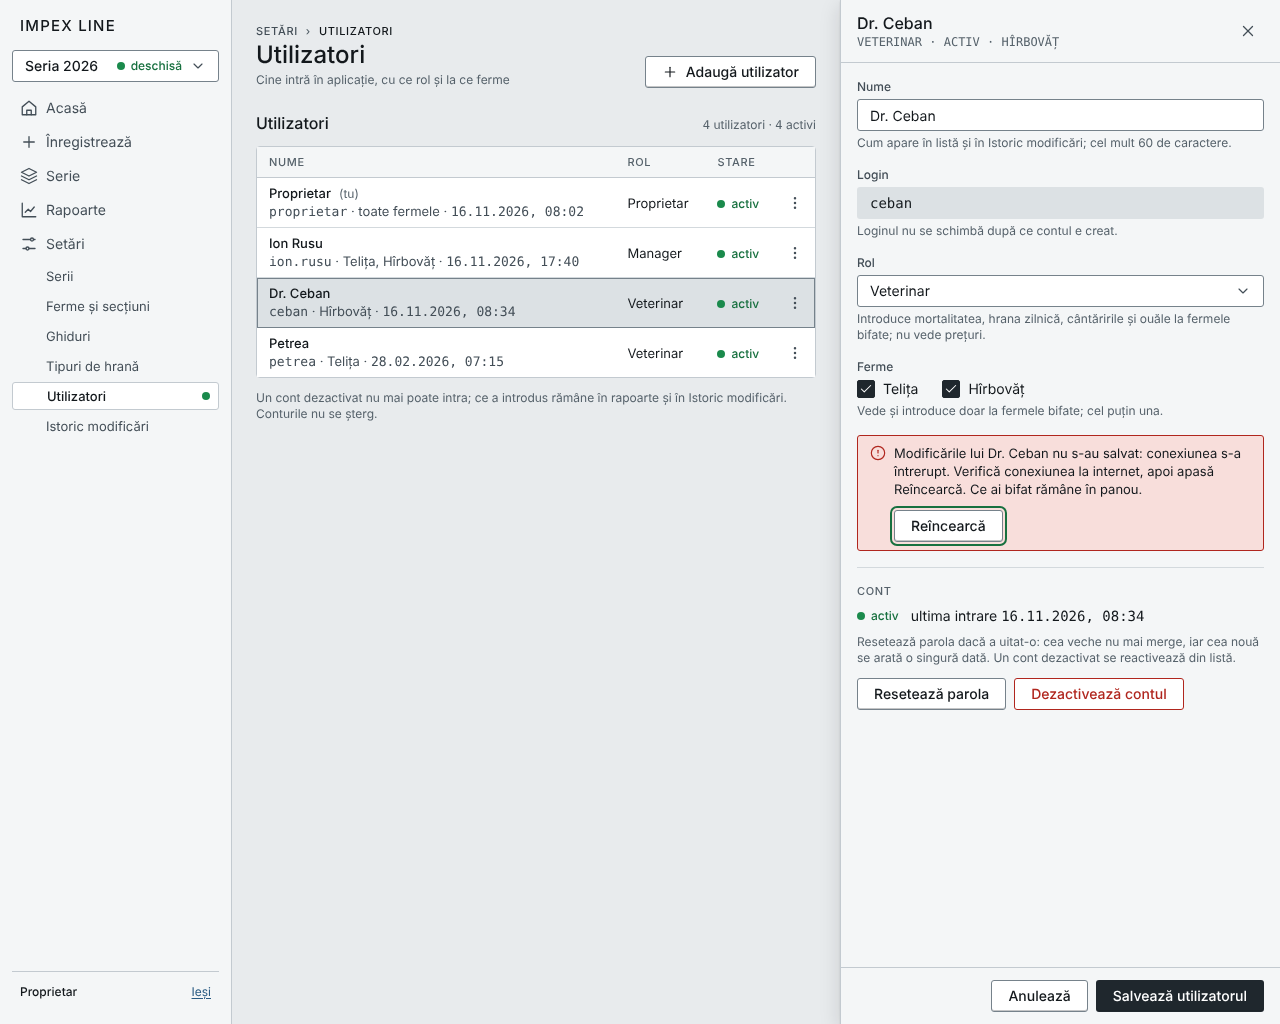 IMPEX LINE
Seria 2026 deschisă
Acasă
Înregistrează
Serie
Rapoarte
Setări
Serii
Ferme și secțiuni
Ghiduri
Tipuri de hrană
Utilizatori
Istoric modificări
Proprietar Ieși
SETĂRI › UTILIZATORI
Utilizatori
Cine intră în aplicație, cu ce rol și la ce ferme
Adaugă utilizator
Utilizatori
4 utilizatori · 4 activi
NUME ROL STARE
Proprietar (tu)
proprietar · toate fermele · 16.11.2026, 08:02
Proprietar activ
Ion Rusu
ion.rusu · Telița, Hîrbovăț · 16.11.2026, 17:40
Manager activ
Dr. Ceban
ceban · Hîrbovăț · 16.11.2026, 08:34
Veterinar activ
Petrea
petrea · Telița · 28.02.2026, 07:15
Veterinar activ
Un cont dezactivat nu mai poate intra; ce a introdus rămâne în rapoarte și în Istoric modificări.
Conturile nu se șterg.
Dr. Ceban
VETERINAR · ACTIV · HÎRBOVĂȚ
Nume
Dr. Ceban
Cum apare în listă și în Istoric modificări; cel mult 60 de caractere.
Login
ceban
Loginul nu se schimbă după ce contul e creat.
Rol
Veterinar
Introduce mortalitatea, hrana zilnică, cântăririle și ouăle la fermele
bifate; nu vede prețuri.
Ferme
Telița Hîrbovăț
Vede și introduce doar la fermele bifate; cel puțin una.
Modificările lui Dr. Ceban nu s-au salvat: conexiunea s-a
întrerupt. Verifică conexiunea la internet, apoi apasă
Reîncearcă. Ce ai bifat rămâne în panou.
Reîncearcă
CONT
activ ultima intrare 16.11.2026, 08:34
Resetează parola dacă a uitat-o: cea veche nu mai merge, iar cea nouă
se arată o singură dată. Un cont dezactivat se reactivează din listă.
Resetează parola Dezactivează contul
Anulează Salvează utilizatorul